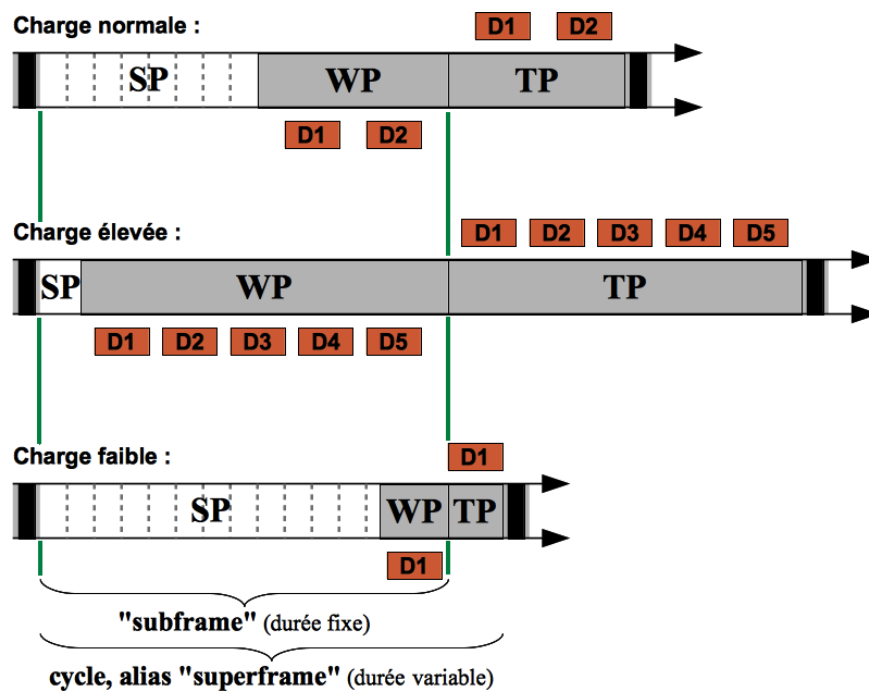 Charge normale :
D1 D2
SP WP TP
D1 D2
Charge élevée :
D1 D2 D3 D4 D5
SP WP TP
D1 D2 D3 D4 D5
Charge faible :
D1
SP WP TP
D1
"subframe" (durée fixe)
cycle, alias "superframe" (durée variable)